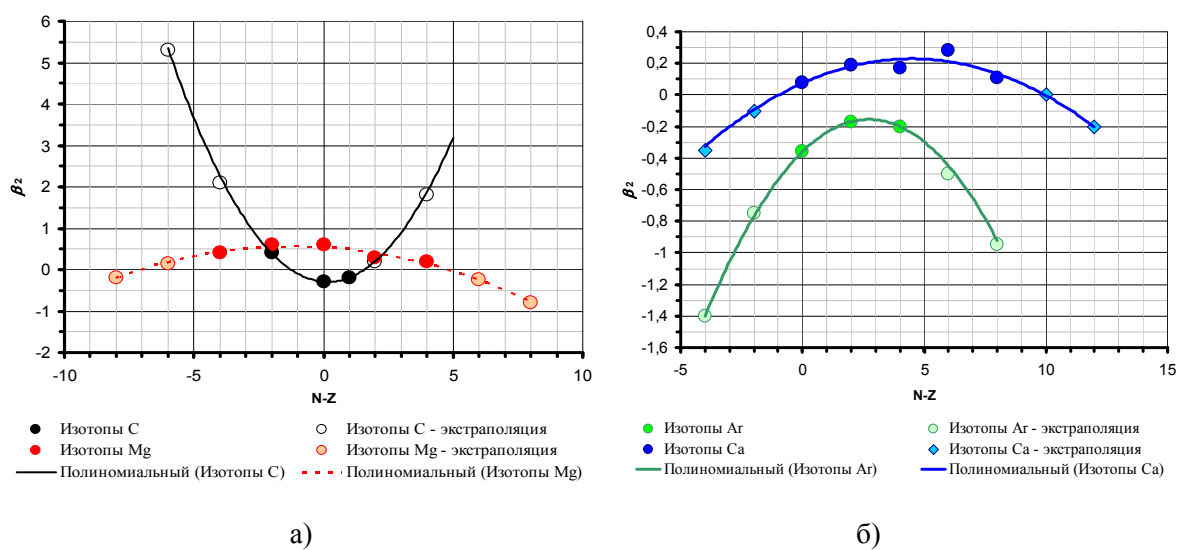 6
5
4
3
2
1
0
-1
-2
β₂
-10
-5
0
5
10
N-Z
Изотопы C
Изотопы C - экстраполяция
Изотопы Mg
Изотопы Mg - экстраполяция
Полиномиальный (Изотопы C)
Полиномиальный (Изотопы Mg)
а)
0,4
0,2
0
-0,2
-0,4
-0,6
-0,8
-1
-1,2
-1,4
-1,6
β₂
-5
0
5
10
15
N-Z
Изотопы Ar
Изотопы Ar - экстраполяция
Изотопы Ca
Изотопы Ca - экстраполяция
Полиномиальный (Изотопы Ar)
Полиномиальный (Изотопы Ca)
б)